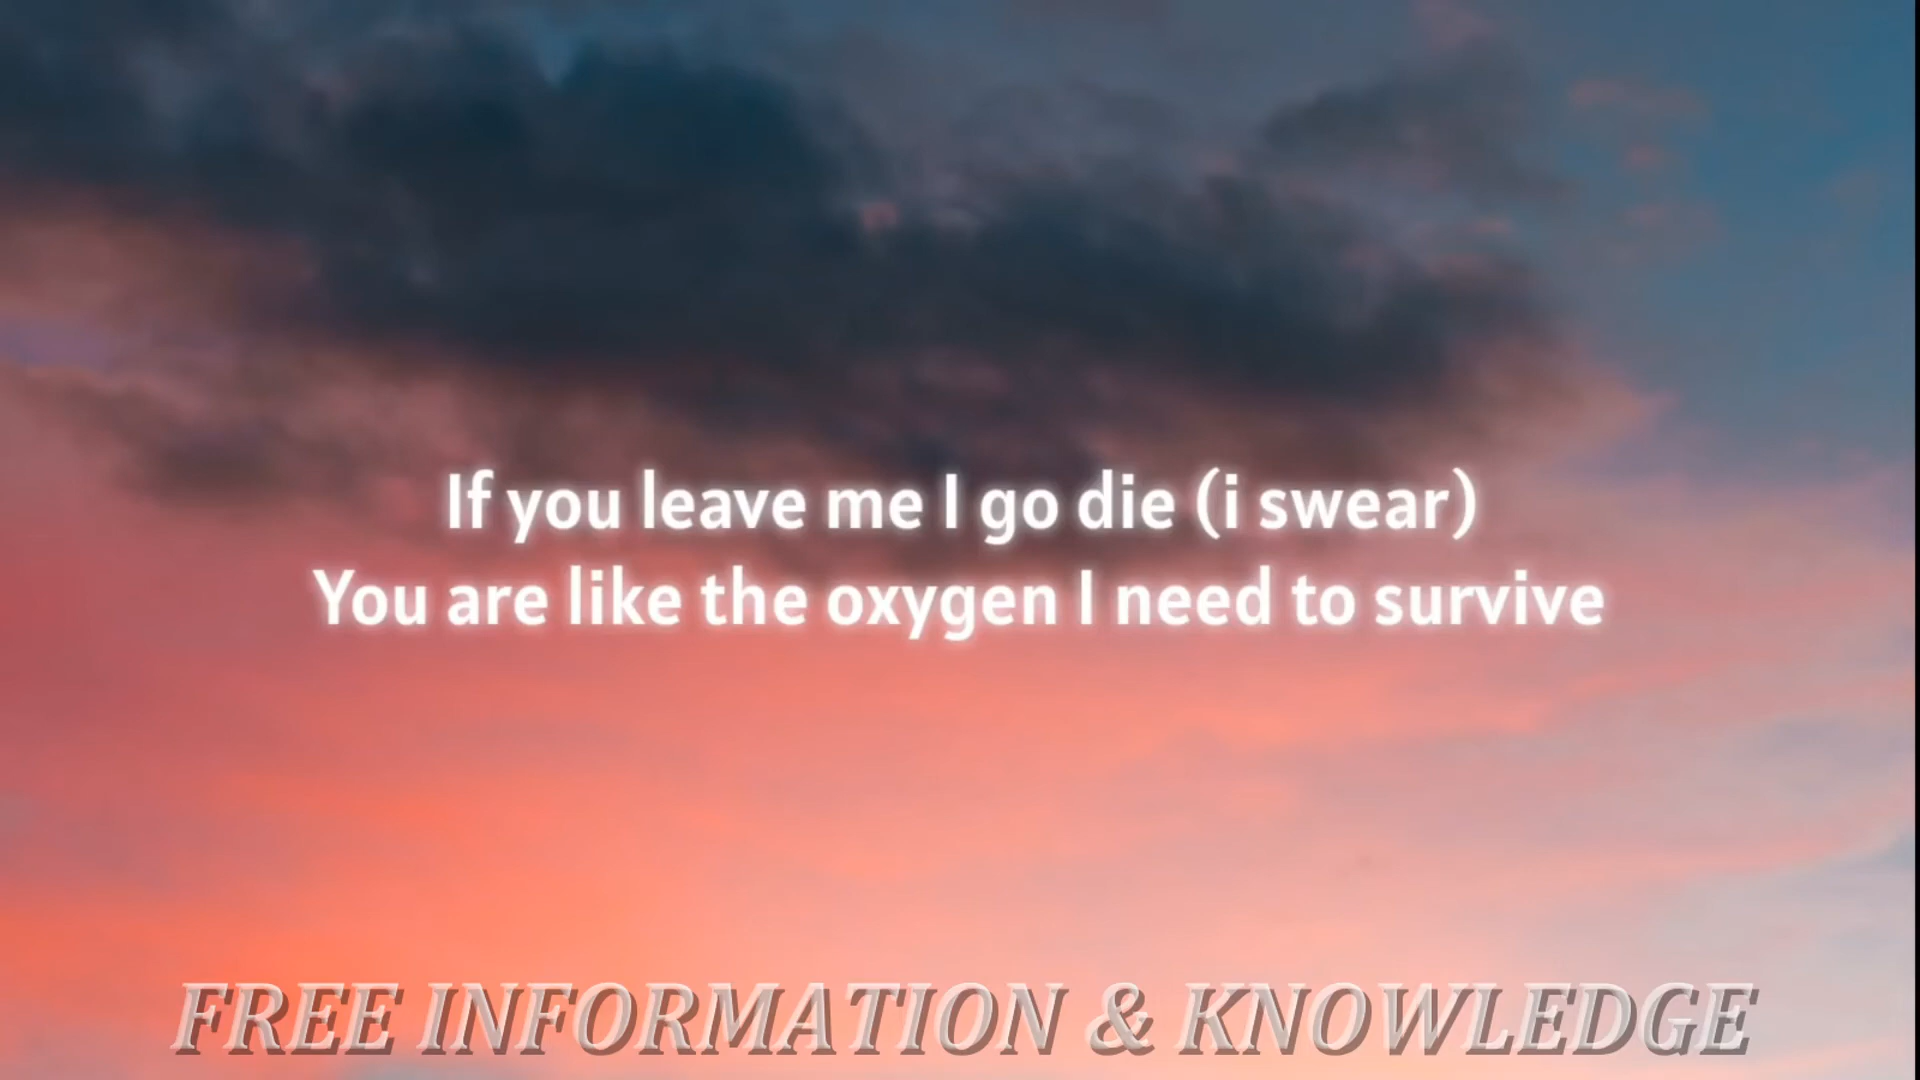 If you leave me I go die (i swear)
You are like the oxygen I need to survive
FREE INFORMATION & KNOWLEDGE